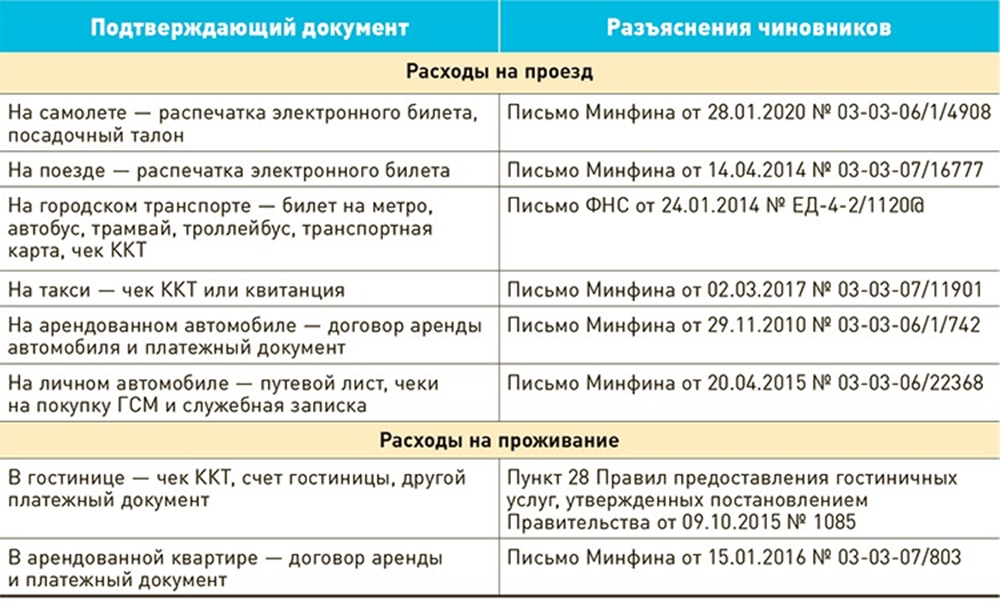 Подтверждающий документ
Разъяснения чиновников
Расходы на проезд
На самолете — распечатка электронного билета,
посадочный талон
Письмо Минфина от 28.01.2020 № 03-03-06/1/4908
На поезде — распечатка электронного билета
Письмо Минфина от 14.04.2014 № 03-03-07/16777
На городском транспорте — билет на метро,
автобус, трамвай, троллейбус, транспортная
карта, чек ККТ
Письмо ФНС от 24.01.2014 № ЕД-4-2/1120@
На такси — чек ККТ или квитанция
Письмо Минфина от 02.03.2017 № 03-03-07/11901
На арендованном автомобиле — договор аренды
автомобиля и платежный документ
Письмо Минфина от 29.11.2010 № 03-03-06/1/742
На личном автомобиле — путевой лист, чеки
на покупку ГСМ и служебная записка
Письмо Минфина от 20.04.2015 № 03-03-06/22368
Расходы на проживание
В гостинице — чек ККТ, счет гостиницы, другой
платежный документ
Пункт 28 Правил предоставления гостиничных
услуг, утвержденных постановлением
Правительства от 09.10.2015 № 1085
В арендованной квартире — договор аренды
и платежный документ
Письмо Минфина от 15.01.2016 № 03-03-07/803